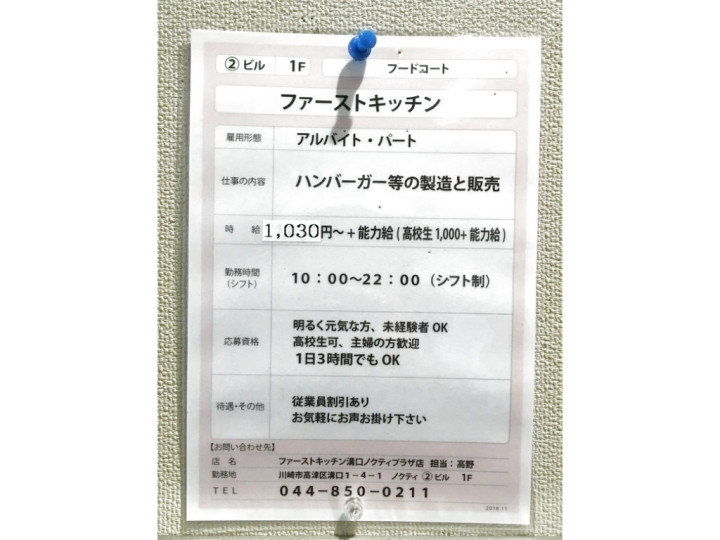 ②ビル 1F フードコート
ファーストキッチン
雇用形態 アルバイト・パート
仕事の内容 ハンバーガー等の製造と販売
時 給 1,030円〜+能力給(高校生1,000+能力給)
勤務時間 10:00〜22:00(シフト制)
(シフト)
明るく元気な方、未経験者OK
応募資格 高校生可、主婦の方歓迎
1日3時間でもOK
待遇・その他 従業員割引あり
お気軽にお声お掛け下さい
【お問い合わせ先】
店 名 ファーストキッチン溝口ノクティプラザ店 担当:高野
勤務地 川崎市高津区溝口1-4-1 ノクティ②ビル 1F
TEL 044-850-0211
2018.11